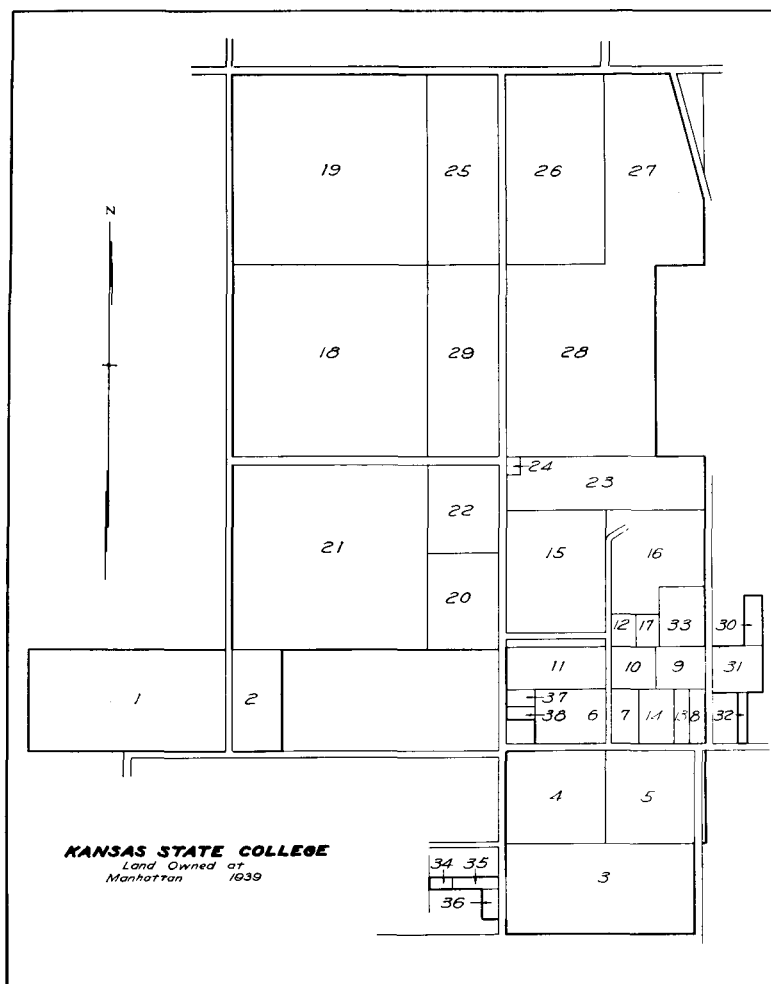 N
19 25 26 27
18 29 28
24
23
22
21 15 16
20
12 17 33 30
11 10 9 31
1 2 37
38 6 7 14 13 8 32
4 5
KANSAS STATE COLLEGE
Land Owned at
Manhattan 1939
34 35
3
36